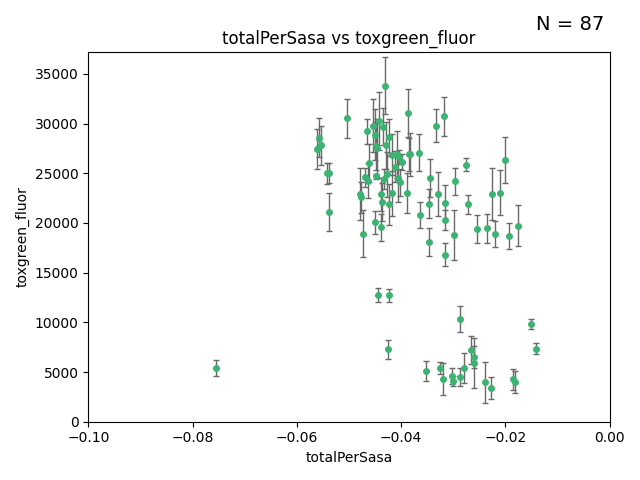 N = 87
totalPerSasa vs toxgreen_fluor
35000
30000
25000
20000
15000
10000
5000
0
toxgreen_fluor
−0.10 −0.08 −0.06 −0.04 −0.02 0.00
totalPerSasa